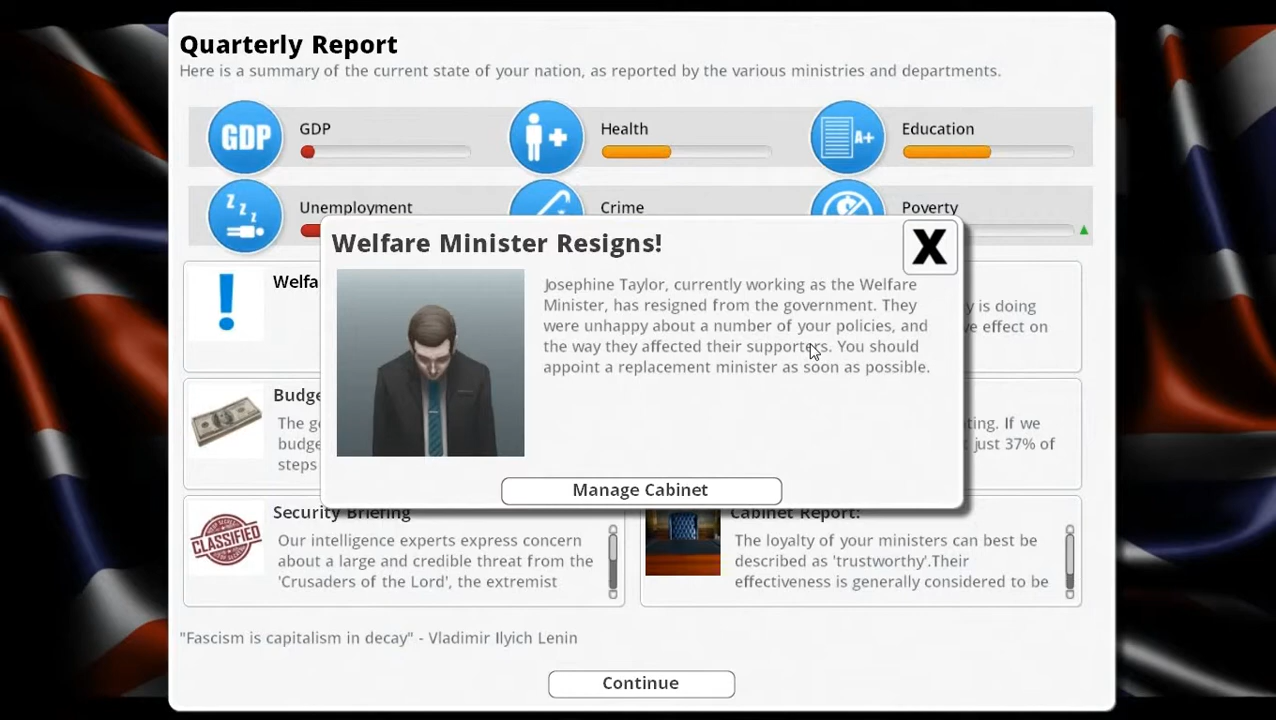 Quarterly Report
Here is a summary of the current state of your nation, as reported by the various ministries and departments.
GDP
GDP
Health
A+
Education
Z Z Z
Unemployment
Crime
Poverty
Welfare Minister Resigns!
X
Josephine Taylor, currently working as the Welfare
Minister, has resigned from the government. They
were unhappy about a number of your policies, and
the way they affected their supporters. You should
appoint a replacement minister as soon as possible.
Manage Cabinet
Welfa
y is doing
ve effect on
Budge
The g
budge
steps
ting. If we
just 37% of
Security Briefing
CLASSIFIED
Our intelligence experts express concern
about a large and credible threat from the
'Crusaders of the Lord', the extremist
Cabinet Report:
The loyalty of your ministers can best be
described as 'trustworthy'.Their
effectiveness is generally considered to be
"Fascism is capitalism in decay" - Vladimir Ilyich Lenin
Continue